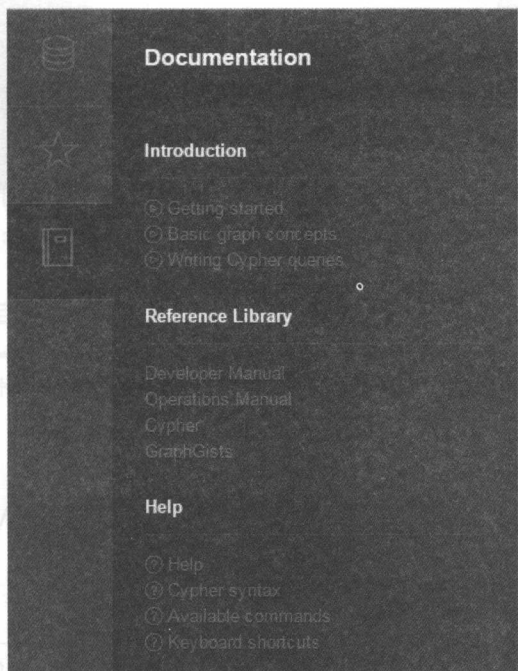 Documentation
Introduction
Getting started
Basic graph concepts
Writing Cypher queries
Reference Library
Developer Manual
Operations Manual
Cypher
GraphGists
Help
Help
Cypher syntax
Available commands
Keyboard shortcuts